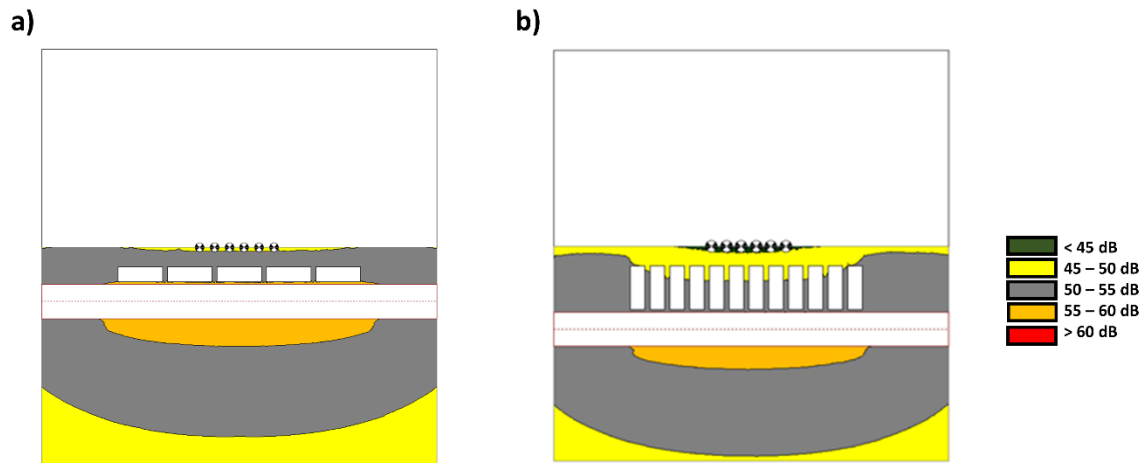 a)
b)
< 45 dB
45 – 50 dB
50 – 55 dB
55 – 60 dB
> 60 dB